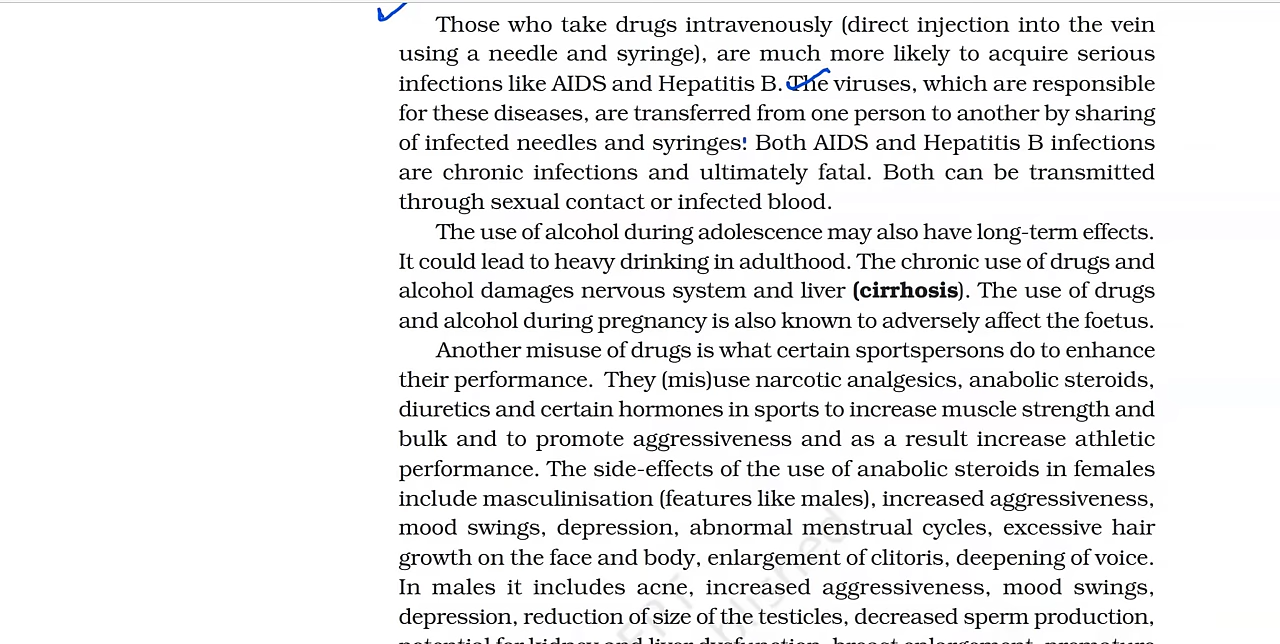 Those who take drugs intravenously (direct injection into the vein
using a needle and syringe), are much more likely to acquire serious
infections like AIDS and Hepatitis B. The viruses, which are responsible
for these diseases, are transferred from one person to another by sharing
of infected needles and syringes. Both AIDS and Hepatitis B infections
are chronic infections and ultimately fatal. Both can be transmitted
through sexual contact or infected blood.
The use of alcohol during adolescence may also have long-term effects.
It could lead to heavy drinking in adulthood. The chronic use of drugs and
alcohol damages nervous system and liver (cirrhosis). The use of drugs
and alcohol during pregnancy is also known to adversely affect the foetus.
Another misuse of drugs is what certain sportspersons do to enhance
their performance. They (mis)use narcotic analgesics, anabolic steroids,
diuretics and certain hormones in sports to increase muscle strength and
bulk and to promote aggressiveness and as a result increase athletic
performance. The side-effects of the use of anabolic steroids in females
include masculinisation (features like males), increased aggressiveness,
mood swings, depression, abnormal menstrual cycles, excessive hair
growth on the face and body, enlargement of clitoris, deepening of voice.
In males it includes acne, increased aggressiveness, mood swings,
depression, reduction of size of the testicles, decreased sperm production,
potential for kidney and liver dysfunction, breast enlargement, premature